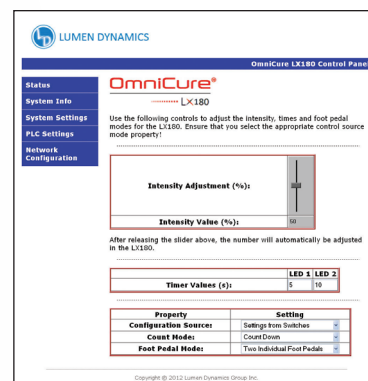 LUMEN DYNAMICS
OmniCure LX180 Control Pane
Status
System Info
System Settings
PLC Settings
Network
Configuration
OmniCure®
LX180
Use the following controls to adjust the intensity, times and foot pedal
modes for the LX180. Ensure that you select the appropriate control source
mode property!
Intensity Adjustment (%):
Intensity Value (%):
50
After releasing the slider above, the number will automatically be adjusted
in the LX180.
LED 1 LED 2
Timer Values (s): 5 10
Property Setting
Configuration Source: Settings from Switches
Count Mode: Count Down
Foot Pedal Mode: Two Individual Foot Pedals
Copyright © 2012 Lumen Dynamics Group Inc.